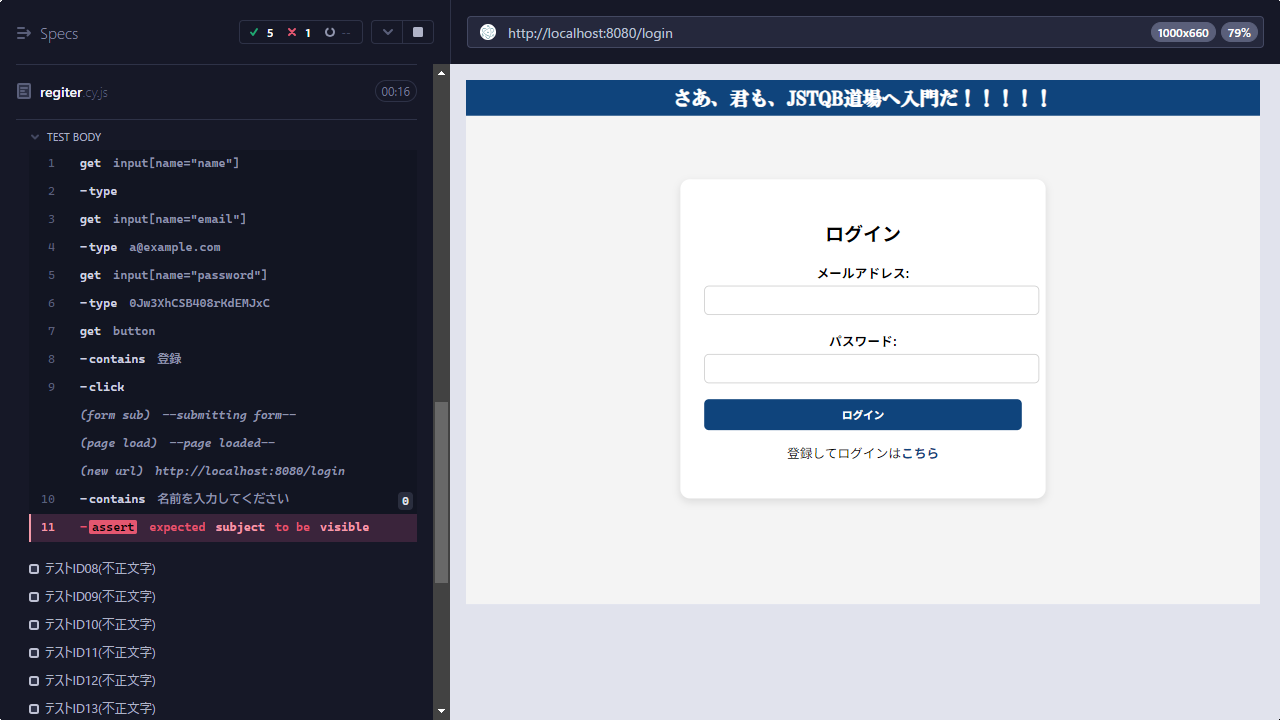 Specs
5 1 --
regiter.cy.js
00:16
TEST BODY
1 get input[name="name"]
2 -type
3 get input[name="email"]
4 -type a@example.com
5 get input[name="password"]
6 -type 0Jw3XhCSB408rKdEMJxC
7 get button
8 -contains 登録
9 -click
(form sub) --submitting form--
(page load) --page loaded--
(new url) http://localhost:8080/login
10 -contains 名前を入力してください 0
11 -assert expected subject to be visible
テストID08(不正文字)
テストID09(不正文字)
テストID10(不正文字)
テストID11(不正文字)
テストID12(不正文字)
テストID13(不正文字)
http://localhost:8080/login
1000x660 79%
さあ、君も、JSTQB道場へ入門だ！！！！！
ログイン
メールアドレス:
パスワード:
ログイン
登録してログインはこちら